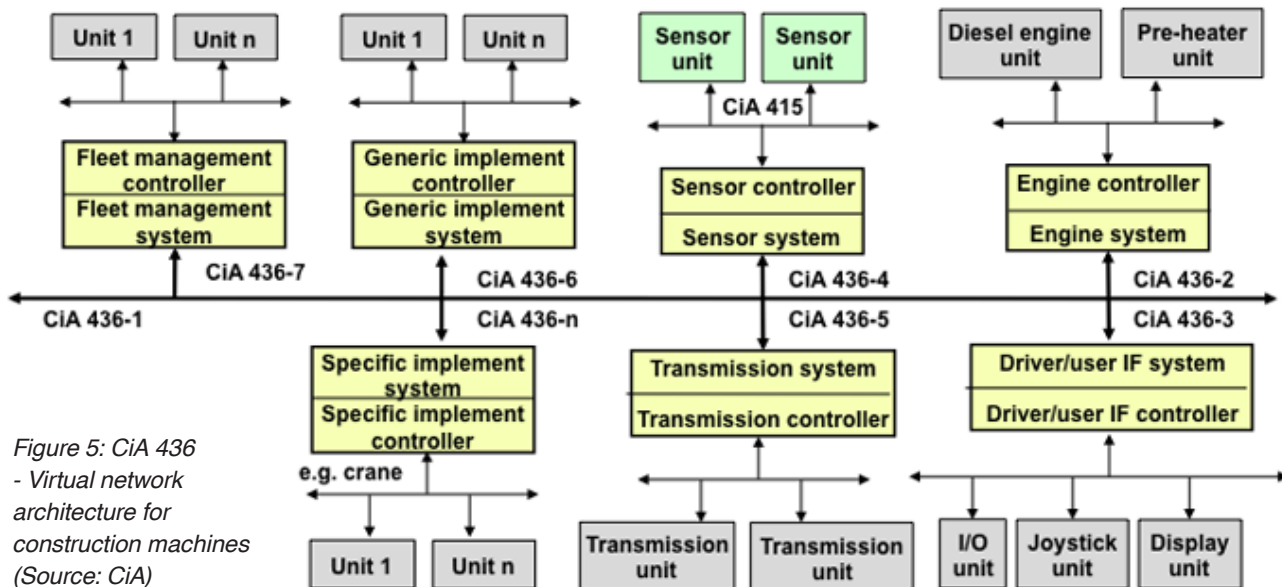 Unit 1
Unit n
Unit 1
Unit n
Sensor
unit
Sensor
unit
Diesel engine
unit
Pre-heater
unit
CiA 415
Fleet management
controller
Fleet management
system
Generic implement
controller
Generic implement
system
Sensor controller
Sensor system
Engine controller
Engine system
CiA 436-7
CiA 436-6
CiA 436-4
CiA 436-2
CiA 436-1
CiA 436-n
CiA 436-5
CiA 436-3
Specific implement
system
Specific implement
controller
Transmission system
Transmission controller
Driver/user IF system
Driver/user IF controller
e.g. crane
Unit 1
Unit n
Transmission
unit
Transmission
unit
I/O
unit
Joystick
unit
Display
unit
Figure 5: CiA 436
- Virtual network
architecture for
construction machines
(Source: CiA)